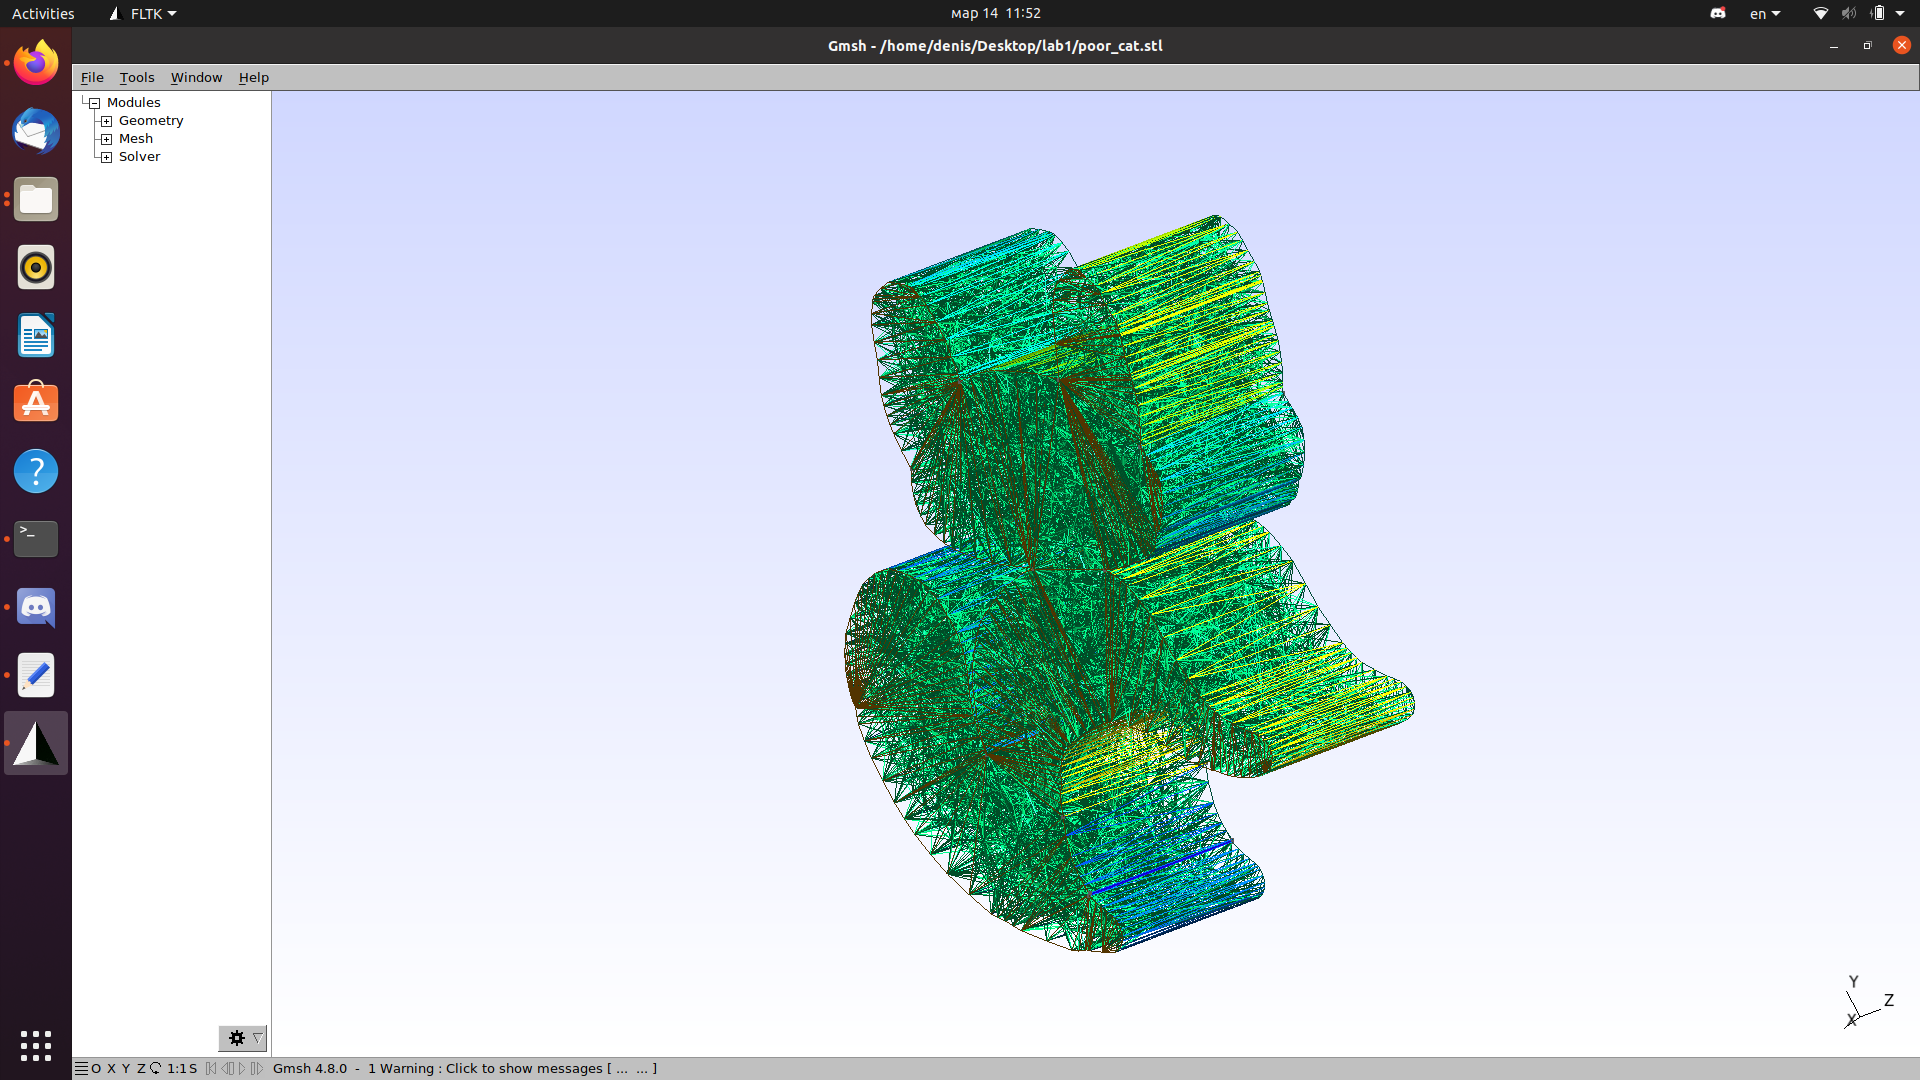 Activities
FLTK
мар 14 11:52
en
Gmsh - /home/denis/Desktop/lab1/poor_cat.stl
File Tools Window Help
Modules
Geometry
Mesh
Solver
Y
Z
X
O X Y Z 1:1 S
Gmsh 4.8.0 - 1 Warning : Click to show messages [ ... ... ]